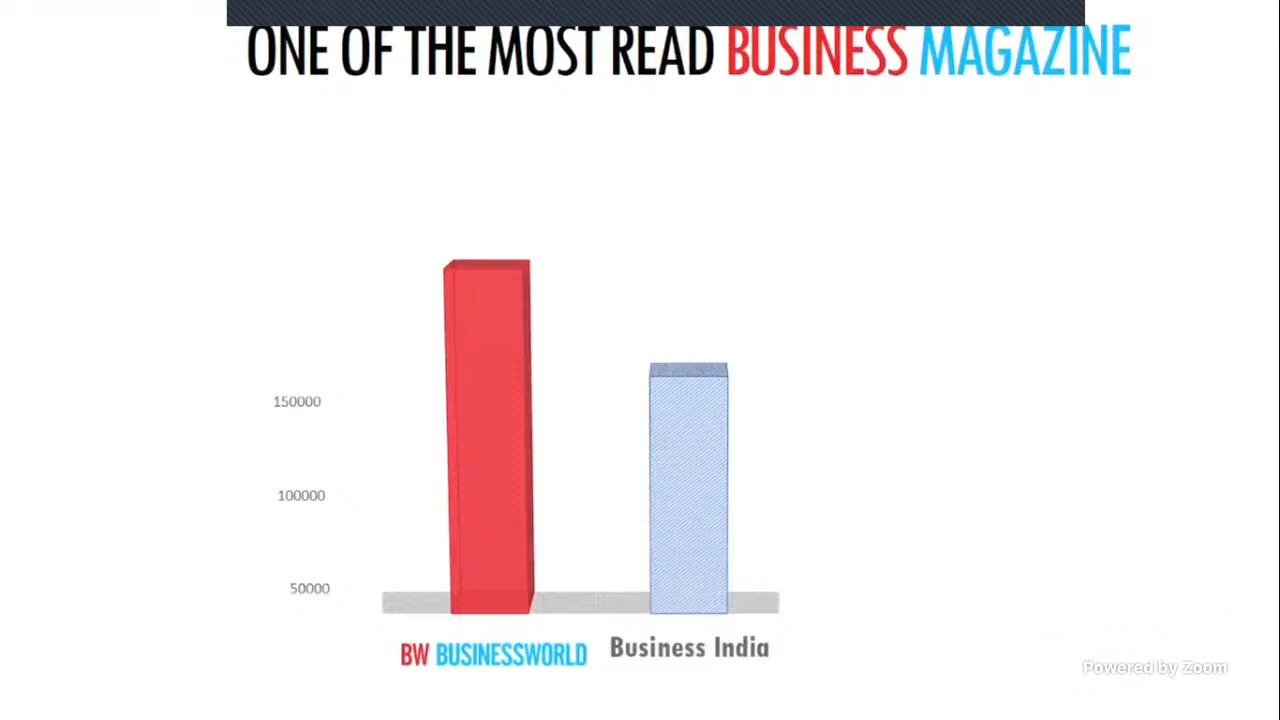 ONE OF THE MOST READ BUSINESS MAGAZINE
150000
100000
50000
BW BUSINESSWORLD
Business India
Powered by Zoom